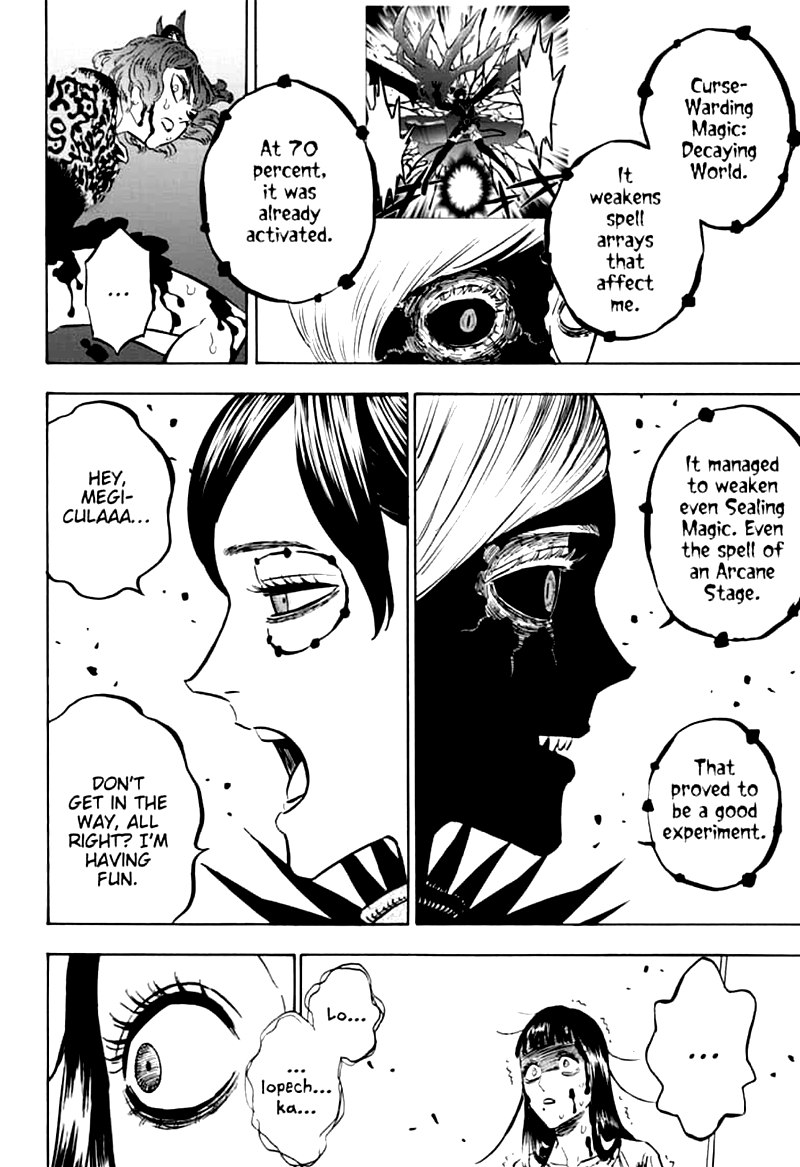 Curse-
Warding
Magic:
Decaying
World.
It
weakens
spell
arrays
that
affect
me.
At 70
percent,
it was
already
activated.
...
It managed
to weaken
even Sealing
Magic. Even
the spell of
an Arcane
Stage.
That
proved to
be a good
experiment.
HEY,
MEGI-
CULAAA...
DON'T
GET IN THE
WAY, ALL
RIGHT? I'M
HAVING
FUN.
...
Lo...
...
lopech...
ka...